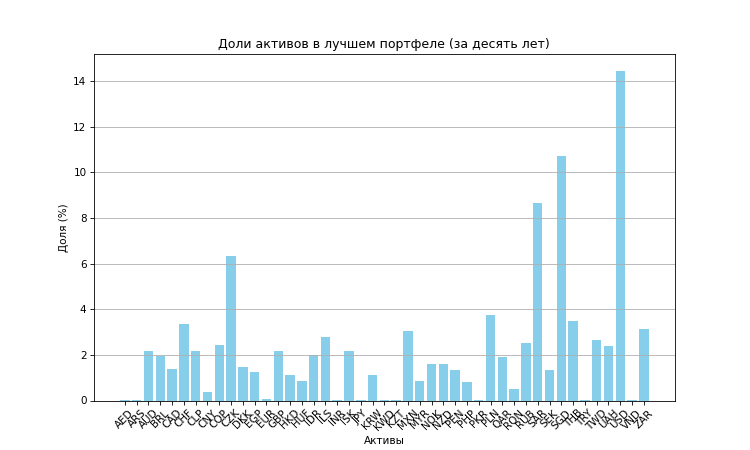 Доли активов в лучшем портфеле (за десять лет)
Доля (%)
14
12
10
8
6
4
2
0
AED
ARS
AUD
BRL
CAD
CHF
CLP
CNY
COP
CZK
DKK
EGP
EUR
GBP
HKD
HUF
IDR
ILS
INR
ISK
JPY
KRW
KWD
KZT
MXN
MYR
NOK
NZD
PEN
PHP
PKR
PLN
QAR
RON
RUB
SAR
SEK
SGD
THB
TRY
TWD
UAH
USD
VND
ZAR
Активы